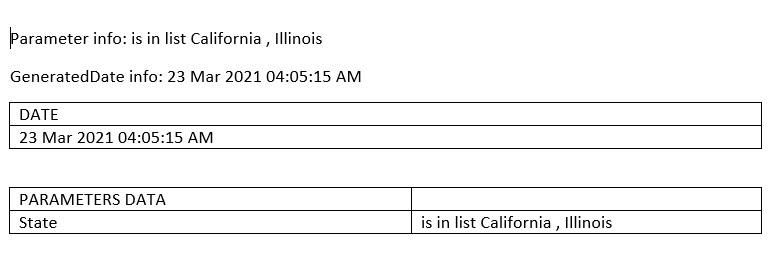 Parameter info: is in list California , Illinois
GeneratedDate info: 23 Mar 2021 04:05:15 AM
DATE
23 Mar 2021 04:05:15 AM
PARAMETERS DATA
State is in list California , Illinois